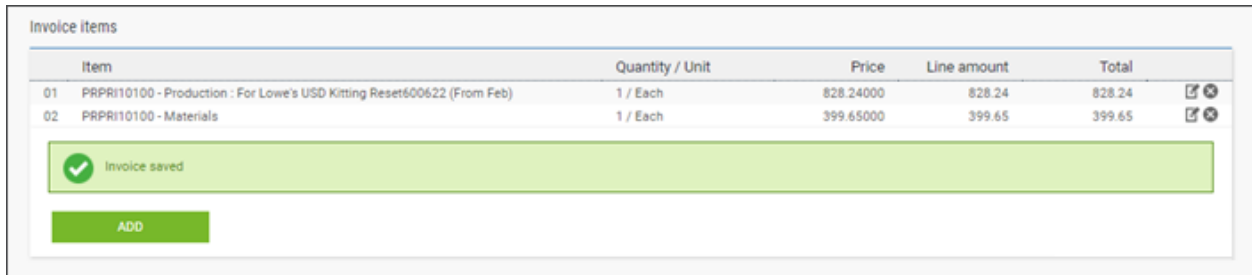 Invoice items
Item Quantity / Unit Price Line amount Total
01 PRPRI10100 - Production : For Lowe's USD Kitting Reset600622 (From Feb) 1 / Each 828.24000 828.24 828.24
02 PRPRI10100 - Materials 1 / Each 399.65000 399.65 399.65
Invoice saved
ADD